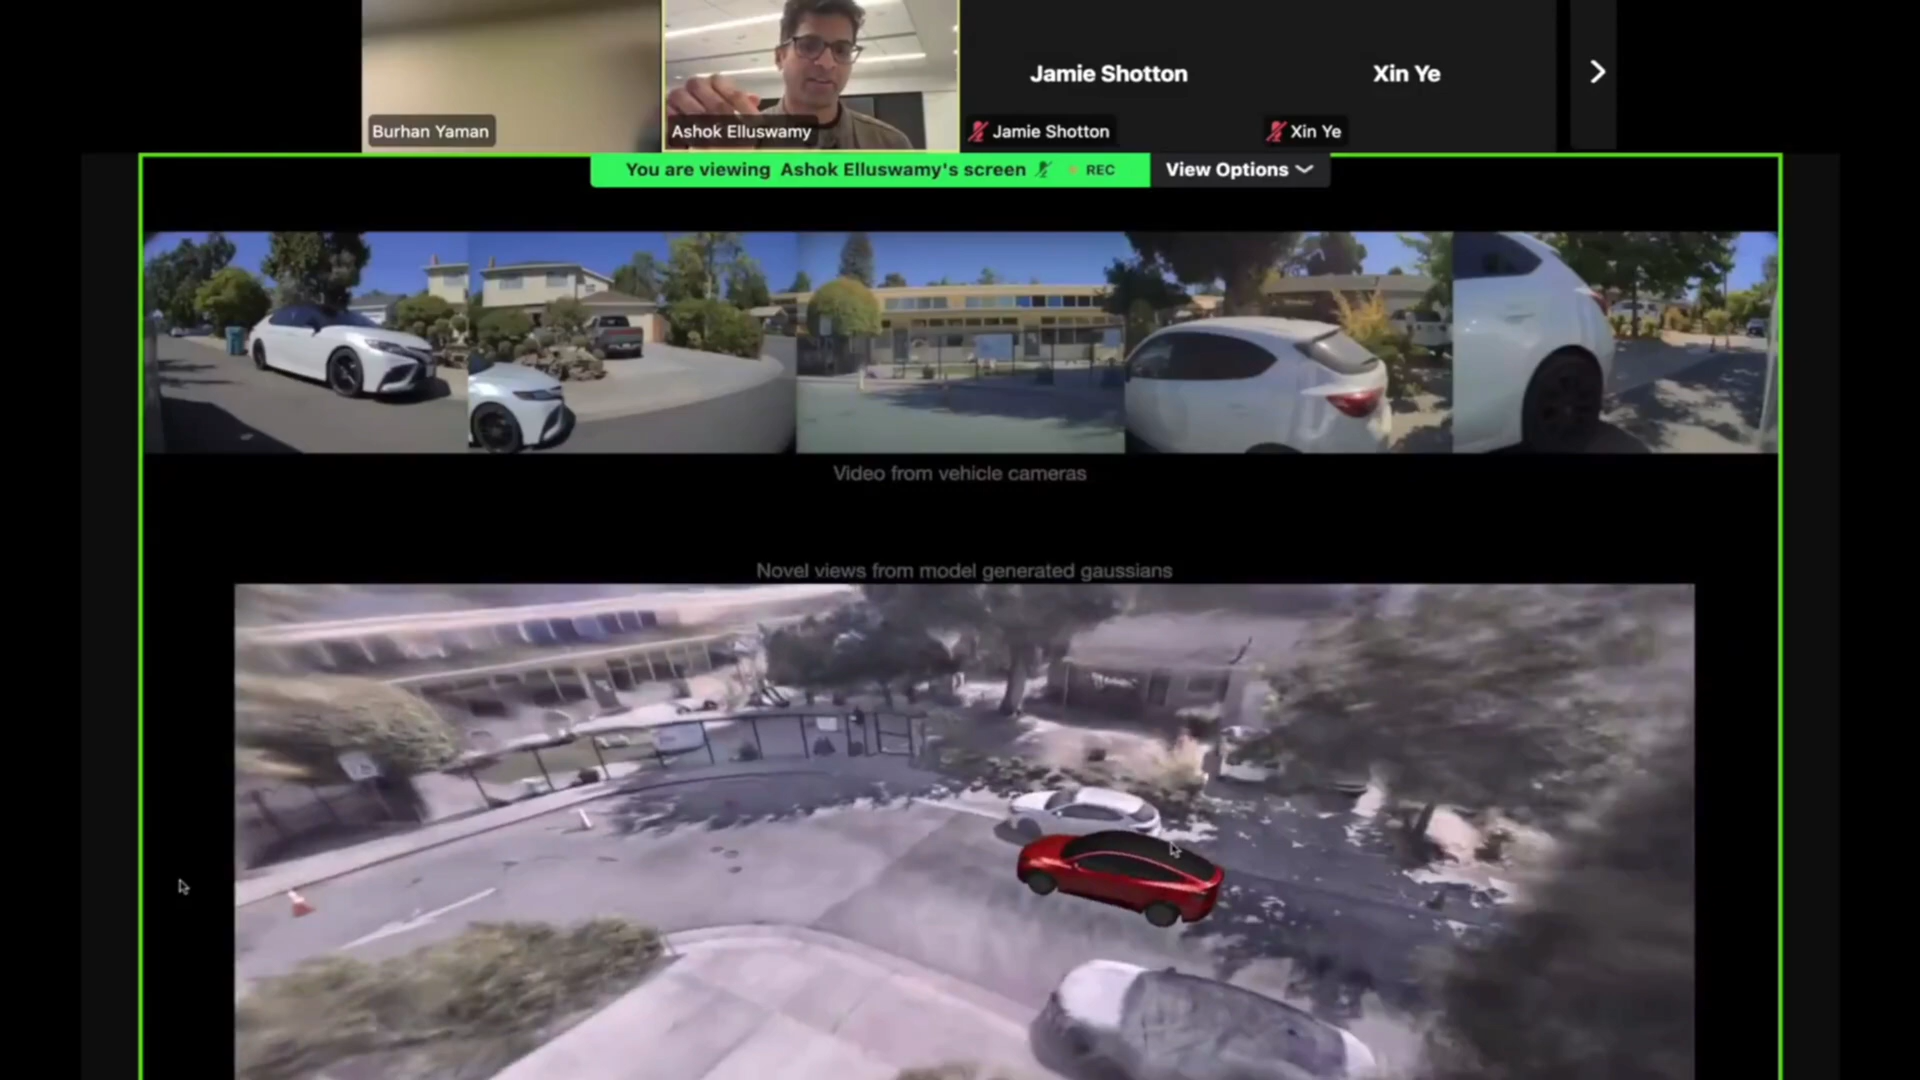 Jamie Shotton
Xin Ye
Burhan Yaman
Ashok Elluswamy
Jamie Shotton
Xin Ye
You are viewing Ashok Elluswamy's screen
REC
View Options
Video from vehicle cameras
Novel views from model generated gaussians